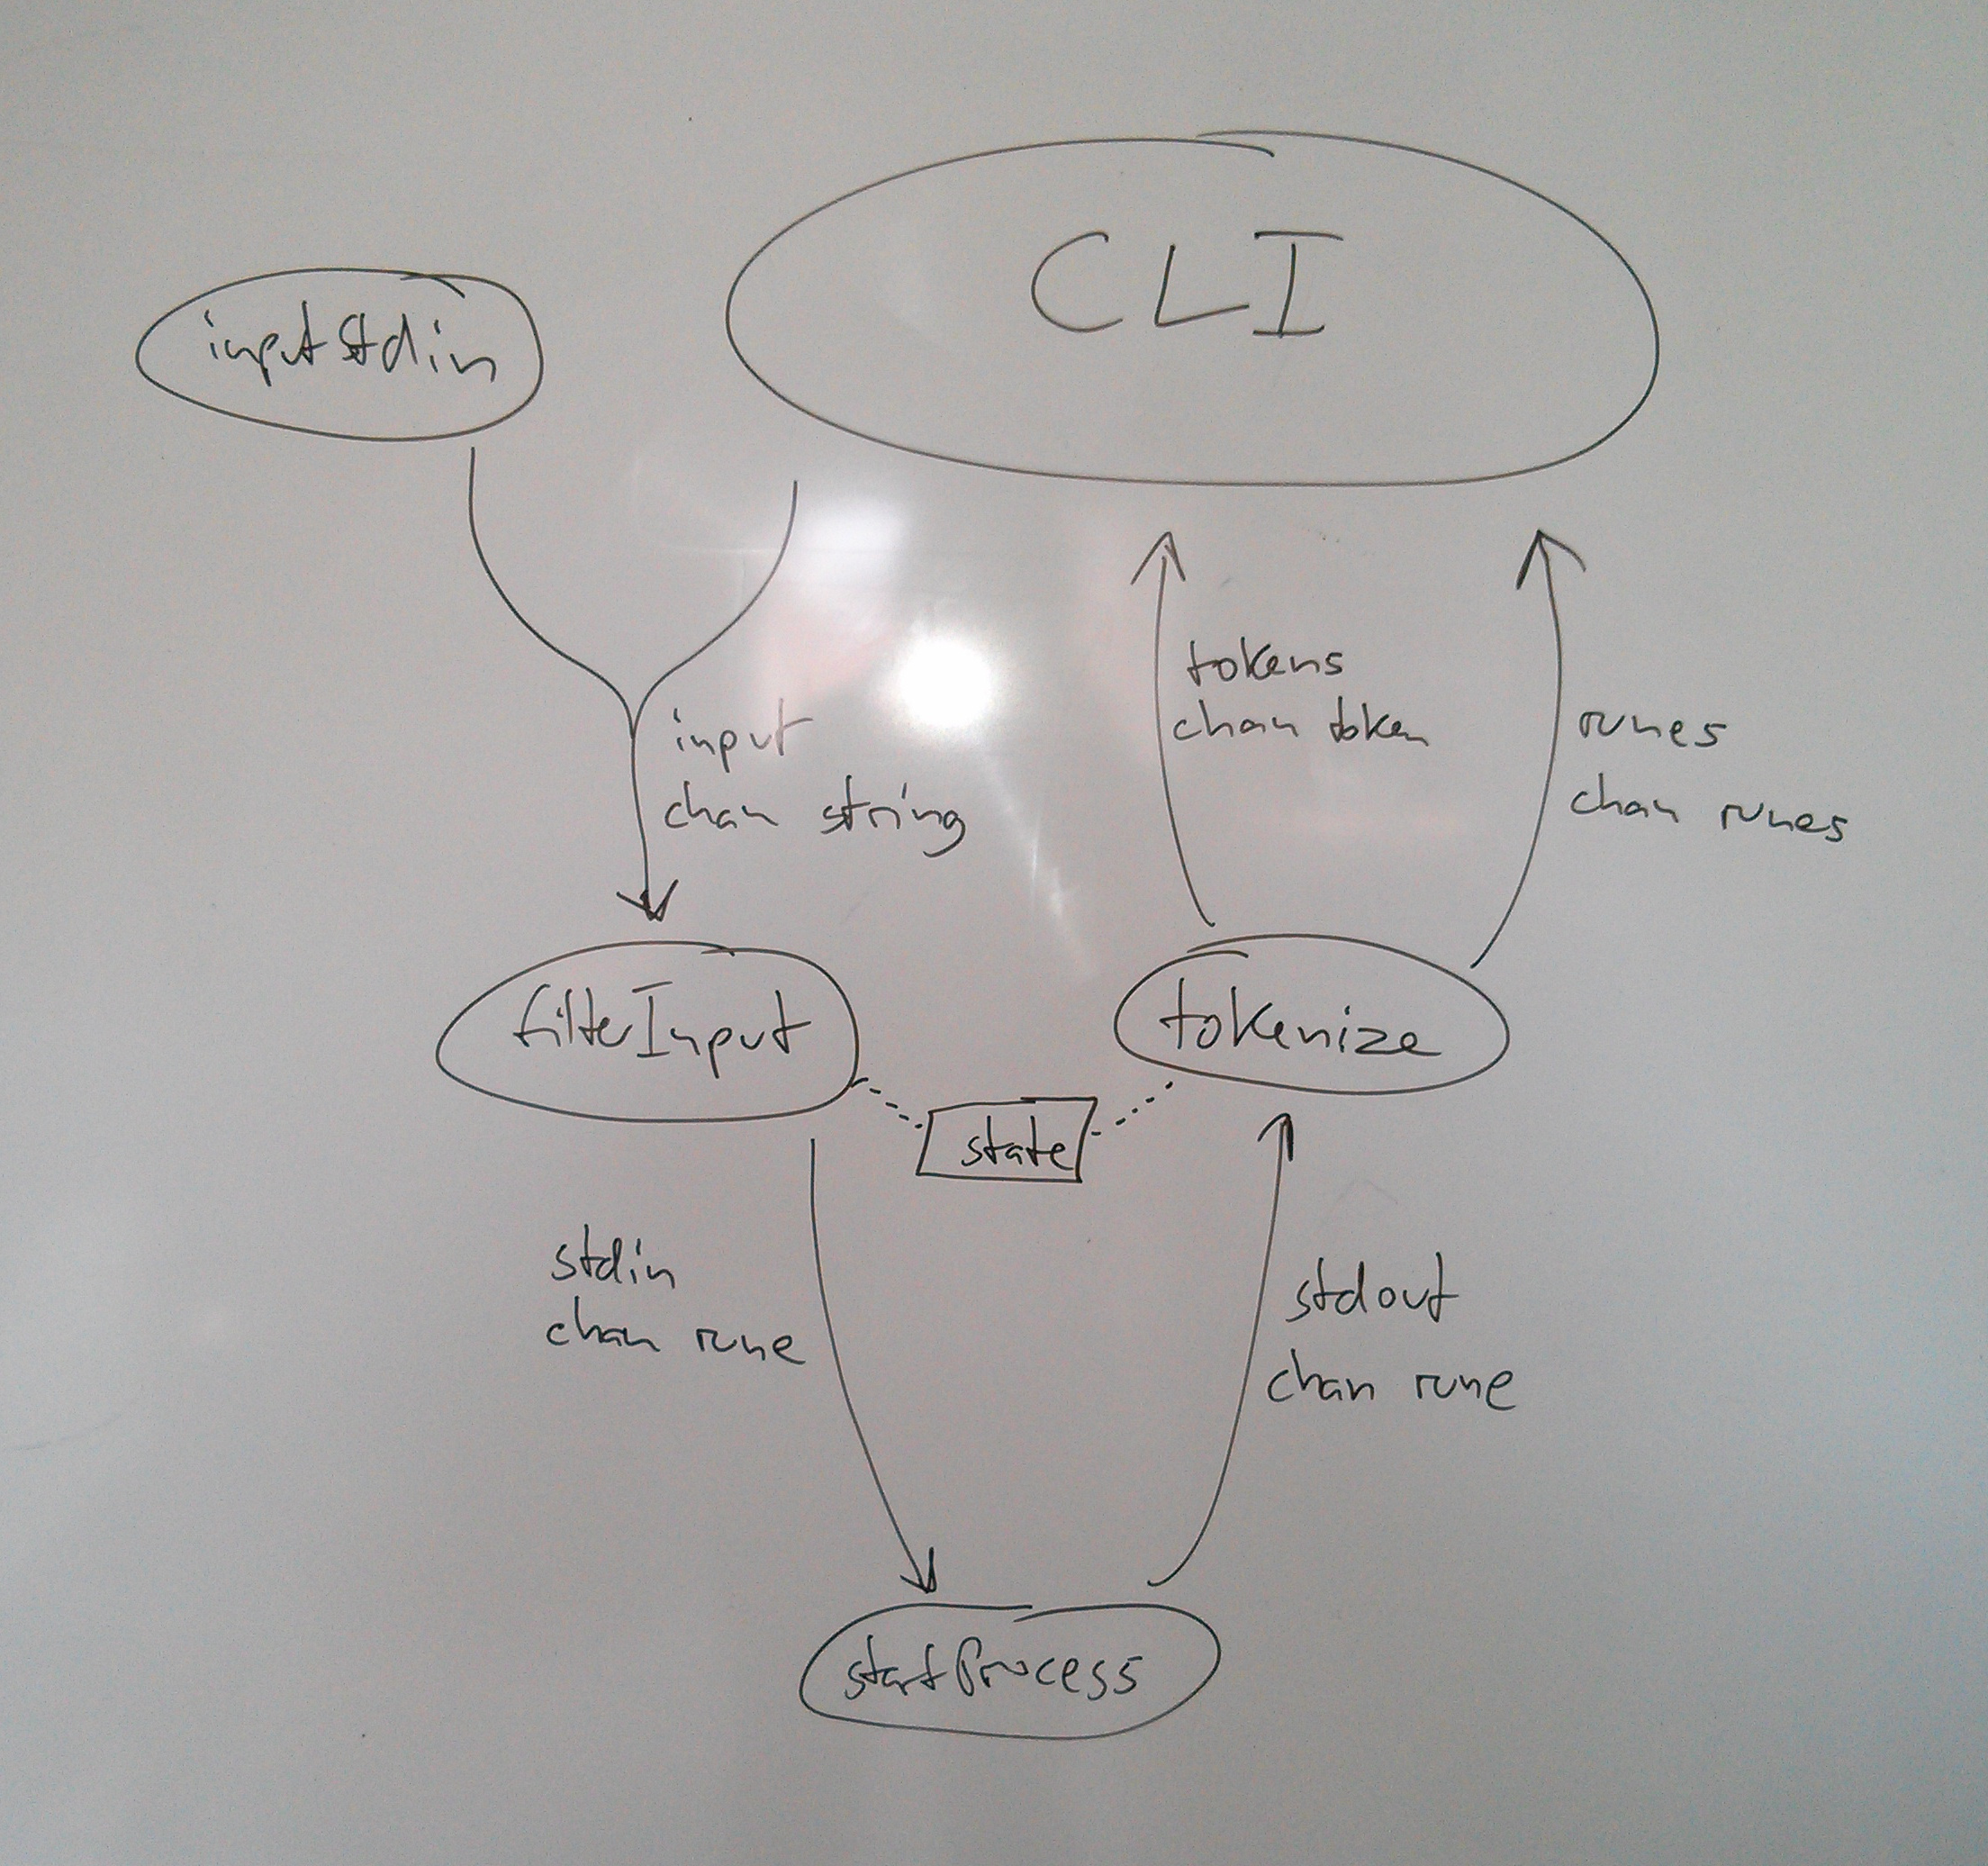 CLI
inputStdin
tokens
chan token
runes
chan runes
input
chan string
filterInput
tokenize
state
stdin
chan rune
stdout
chan rune
startProcess